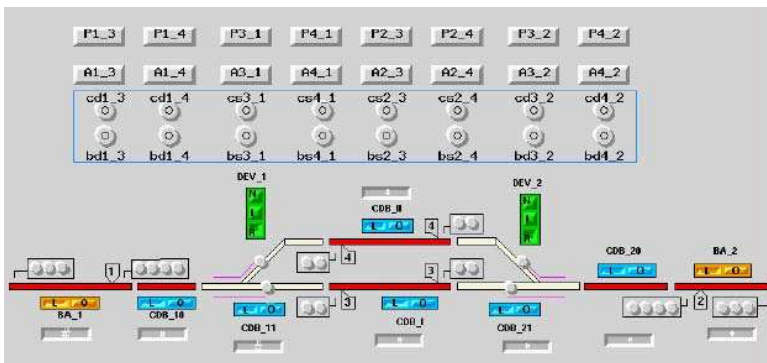 P1_3 P1_4 P3_1 P4_1 P2_3 P2_4 P3_2 P4_2
A1_3 A1_4 A3_1 A4_1 A2_3 A2_4 A3_2 A4_2
cd1_3 cd1_4 cs3_1 cs4_1 cs2_3 cs2_4 cd3_2 cd4_2
bd1_3 bd1_4 bs3_1 bs4_1 bs2_3 bs2_4 bd3_2 bd4_2
DEV_1 DEV_2
N N
L L
R R
CDB_II
L O
4
4
CDB_20 BA_2
L O L O
1
3
3
2
L O L O L O L O L O
BA_1 CDB_10 CDB_11 CDB_I CDB_21